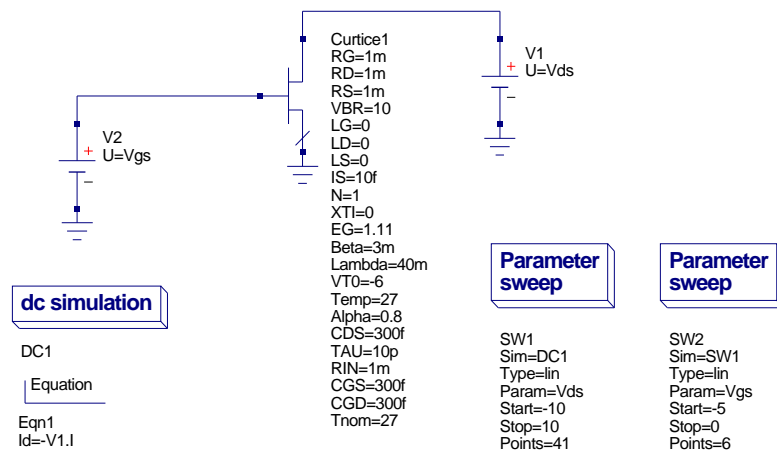 Curtice1
RG=1m
RD=1m
RS=1m
VBR=10
LG=0
LD=0
LS=0
IS=10f
N=1
XTI=0
EG=1.11
Beta=3m
Lambda=40m
VT0=-6
Temp=27
Alpha=0.8
CDS=300f
TAU=10p
RIN=1m
CGS=300f
CGD=300f
Tnom=27
V1
U=Vds
V2
U=Vgs
dc simulation
DC1
Equation
Eqn1
Id=-V1.I
Parameter
sweep
SW1
Sim=DC1
Type=lin
Param=Vds
Start=-10
Stop=10
Points=41
Parameter
sweep
SW2
Sim=SW1
Type=lin
Param=Vgs
Start=-5
Stop=0
Points=6